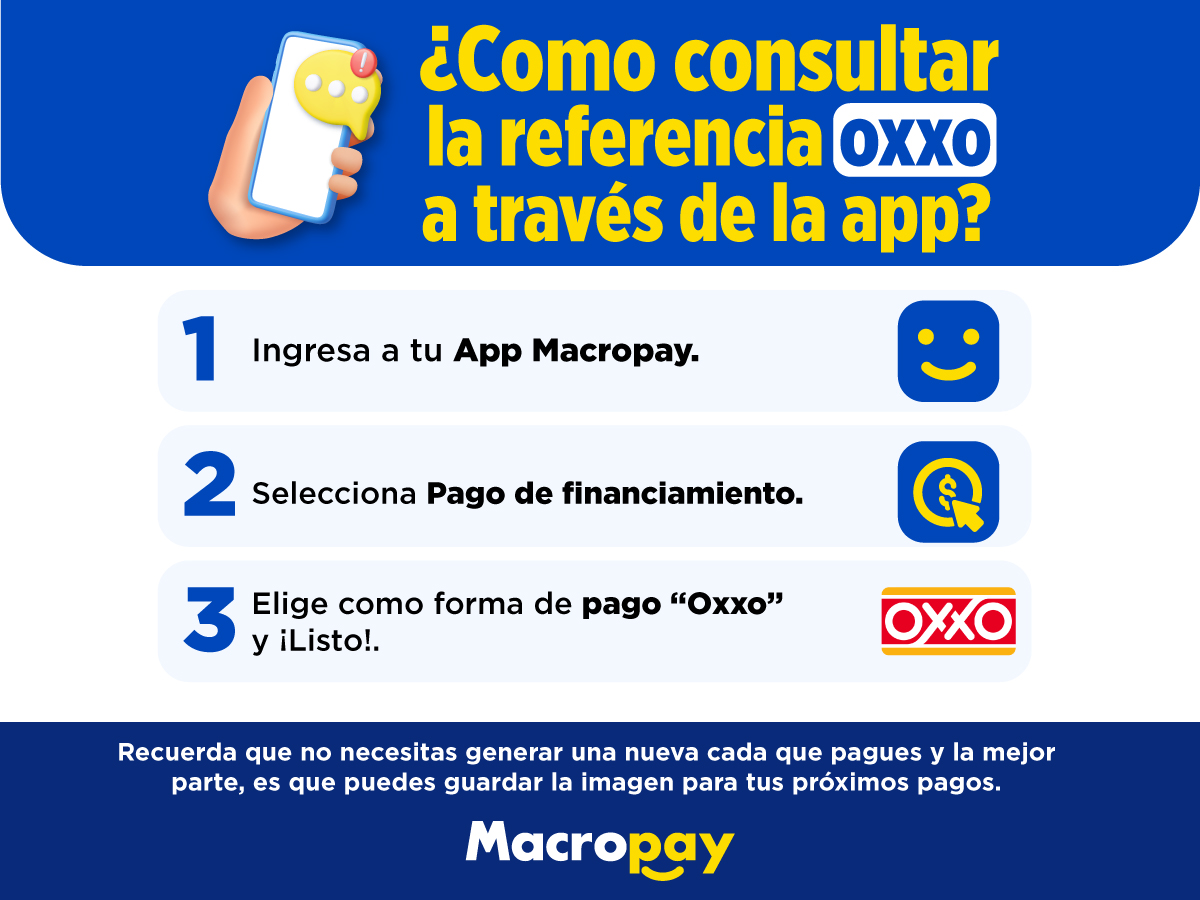 ¿Como consultar
la referencia OXXO
a través de la app?
1 Ingresa a tu App Macropay.
2 Selecciona Pago de financiamiento.
3 Elige como forma de pago “Oxxo”
y ¡Listo!.
OXXO
Recuerda que no necesitas generar una nueva cada que pagues y la mejor
parte, es que puedes guardar la imagen para tus próximos pagos.
Macropay